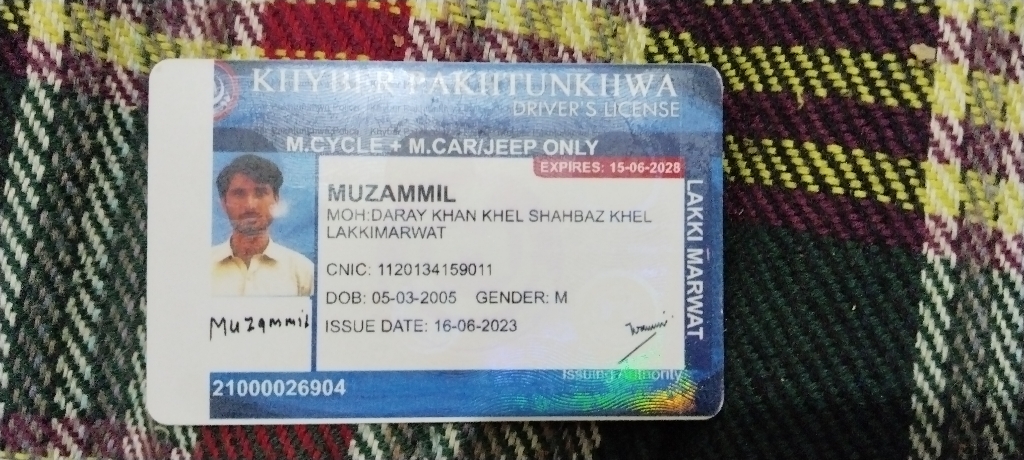 KHYBER PAKHTUNKHWA
DRIVER'S LICENSE
M.CYCLE + M.CAR/JEEP ONLY
EXPIRES: 15-06-2028
MUZAMMIL
MOH:DARAY KHAN KHEL SHAHBAZ KHEL
LAKKIMARWAT
CNIC: 1120134159011
DOB: 05-03-2005 GENDER: M
ISSUE DATE: 16-06-2023
Muzammil
Issuing Authority
21000026904
LAKKI MARWAT